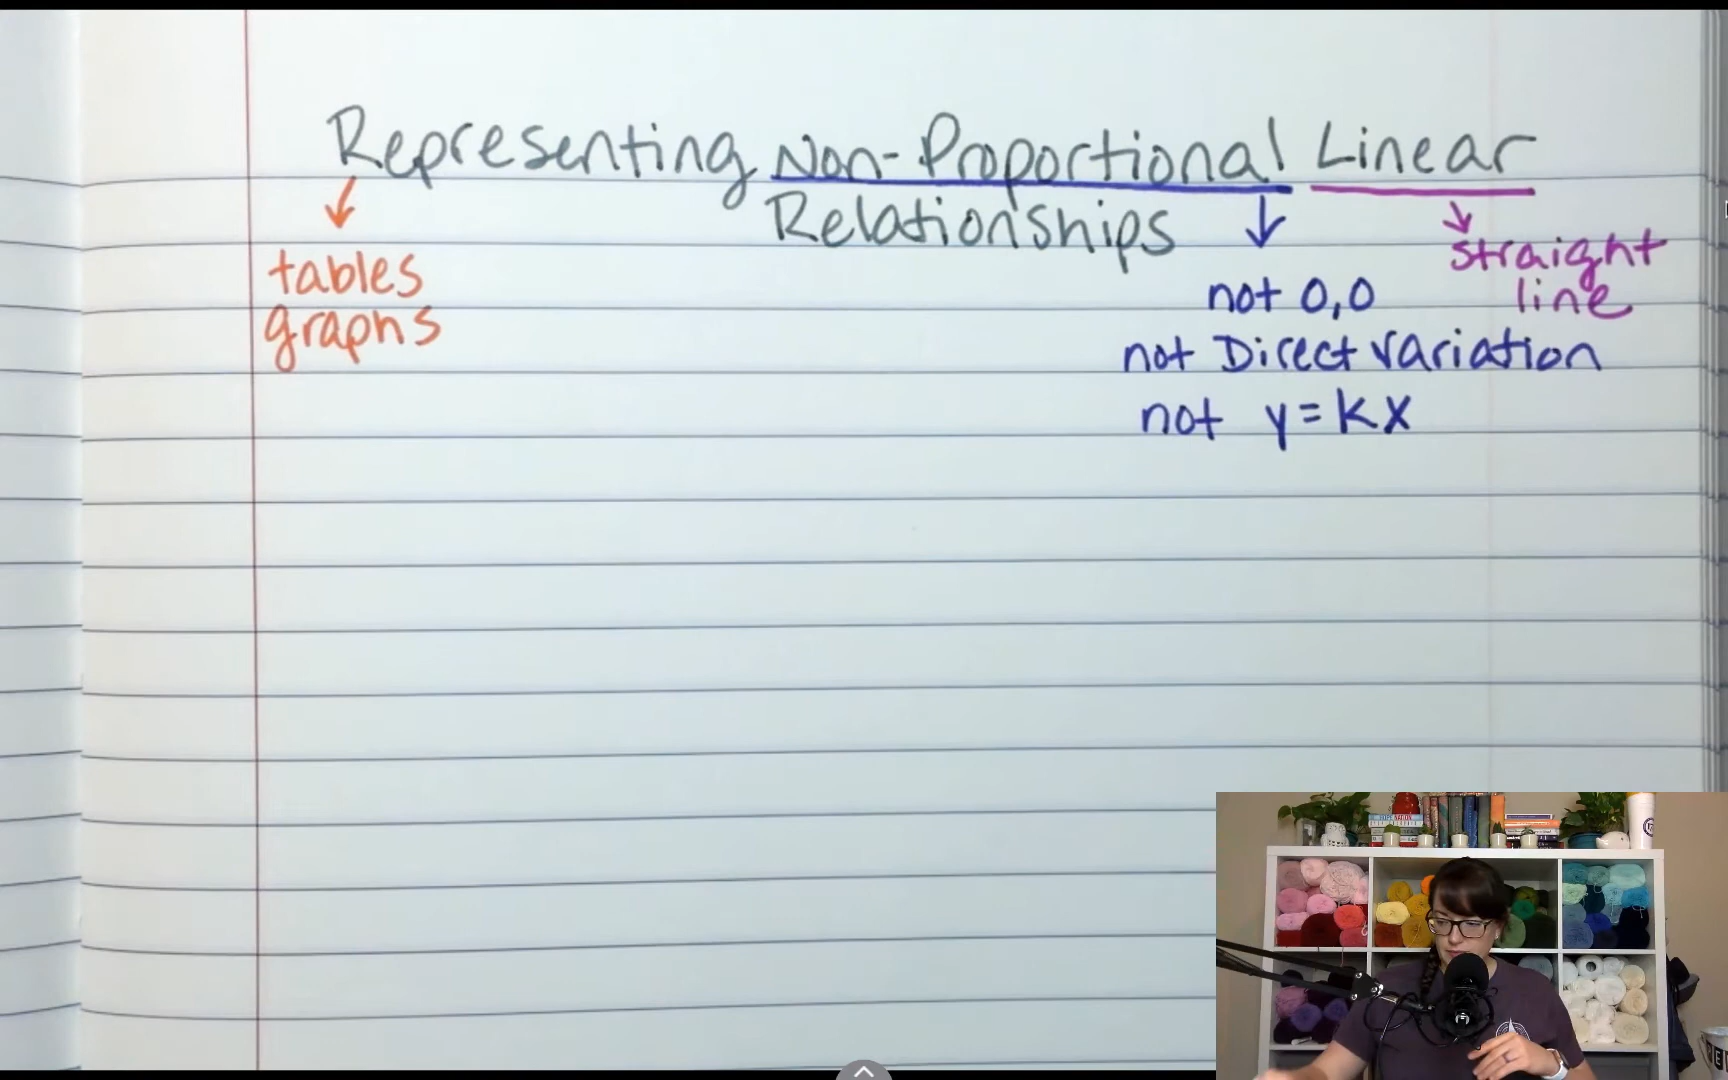 Representing Non-Proportional Linear
Relationships
tables
graphs
not 0,0
not Direct variation
not y=kx
straight
line